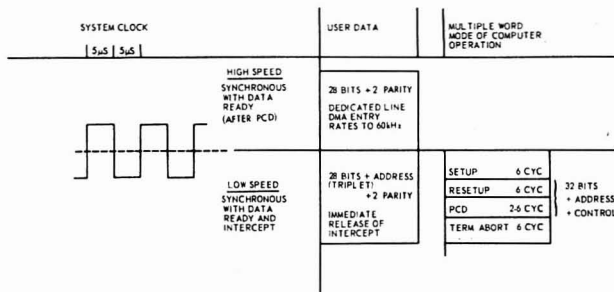 SYSTEM CLOCK
5µS 5µS
USER DATA
MULTIPLE WORD
MODE OF COMPUTER
OPERATION
HIGH SPEED
SYNCHRONOUS
WITH DATA
READY
(AFTER PCD)
28 BITS + 2 PARITY
DEDICATED LINE
DMA ENTRY
RATES TO 60kHz
LOW SPEED
SYNCHRONOUS
WITH DATA
READY AND
INTERCEPT
28 BITS + ADDRESS
(TRIPLET)
+2 PARITY
IMMEDIATE
RELEASE OF
INTERCEPT
SETUP 6 CYC
RESETUP 6 CYC
PCD 2-6 CYC
TERM ABORT 6 CYC
32 BITS
+ ADDRESS
+ CONTROL